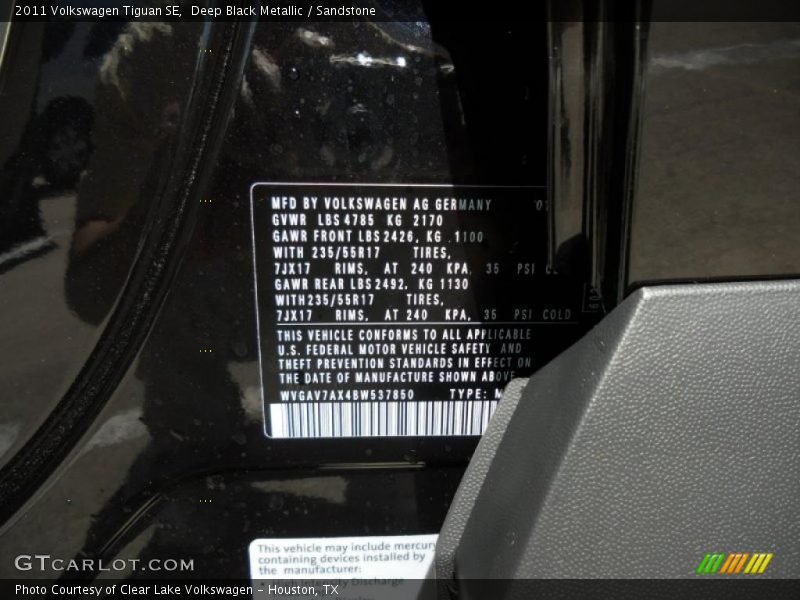 2011 Volkswagen Tiguan SE, Deep Black Metallic / Sandstone
MFD BY VOLKSWAGEN AG GERMANY
GVWR LBS 4785 KG 2170
GAWR FRONT LBS 2426, KG 1100
WITH 235/55R17 TIRES,
7JX17 RIMS, AT 240 KPA, 35 PSI
GAWR REAR LBS 2492, KG 1130
WITH 235/55R17 TIRES,
7JX17 RIMS, AT 240 KPA, 35 PSI COLD
THIS VEHICLE CONFORMS TO ALL APPLICABLE
U.S. FEDERAL MOTOR VEHICLE SAFETY AND
THEFT PREVENTION STANDARDS IN EFFECT ON
THE DATE OF MANUFACTURE SHOWN ABOVE
WVGAV7AX4BW537850 TYPE: M
This vehicle may include mercury
containing devices installed by
the manufacturer:
GTCARLOT.COM
Photo Courtesy of Clear Lake Volkswagen – Houston, TX